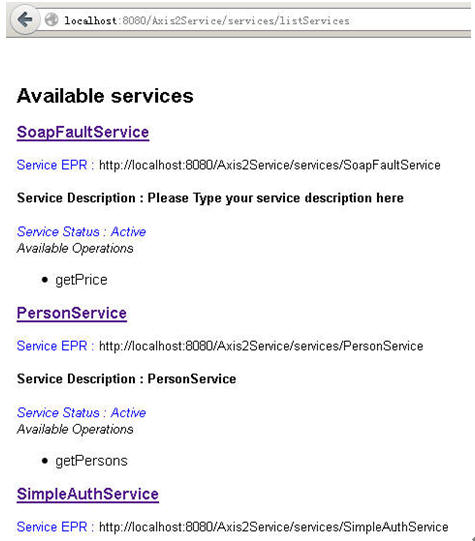 localhost:8080/Axis2Service/services/listServices
Available services
SoapFaultService
Service EPR : http://localhost:8080/Axis2Service/services/SoapFaultService
Service Description : Please Type your service description here
Service Status : Active
Available Operations
• getPrice
PersonService
Service EPR : http://localhost:8080/Axis2Service/services/PersonService
Service Description : PersonService
Service Status : Active
Available Operations
• getPersons
SimpleAuthService
Service EPR : http://localhost:8080/Axis2Service/services/SimpleAuthService